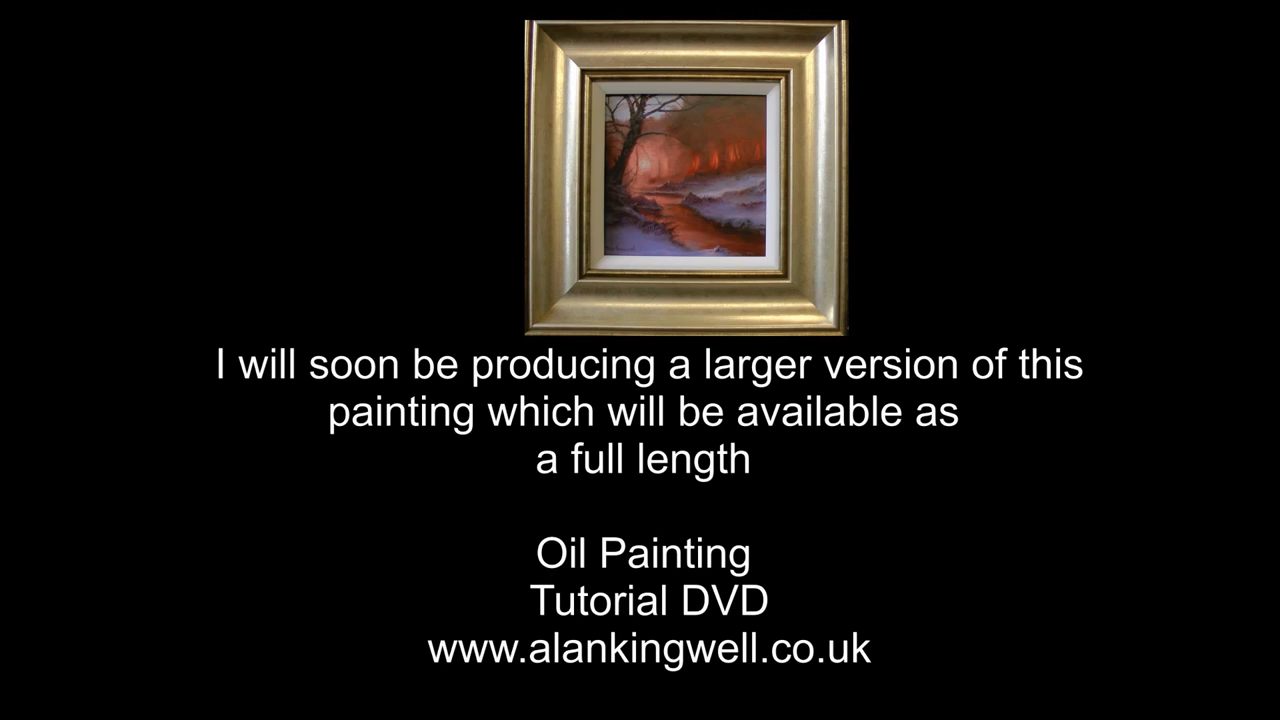 I will soon be producing a larger version of this
painting which will be available as
a full length
Oil Painting
Tutorial DVD
www.alankingwell.co.uk